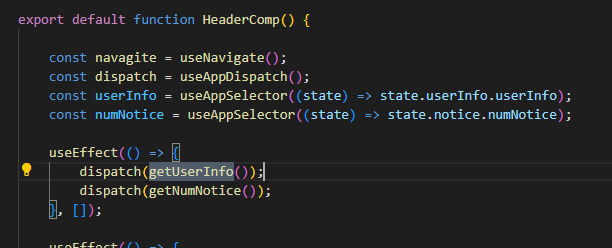 export default function HeaderComp() {
const navagite = useNavigate();
const dispatch = useAppDispatch();
const userInfo = useAppSelector((state) => state.userInfo.userInfo);
const numNotice = useAppSelector((state) => state.notice.numNotice);
useEffect(() => {
dispatch(getUserInfo());
dispatch(getNumNotice());
}, []);
useEffect(() => {